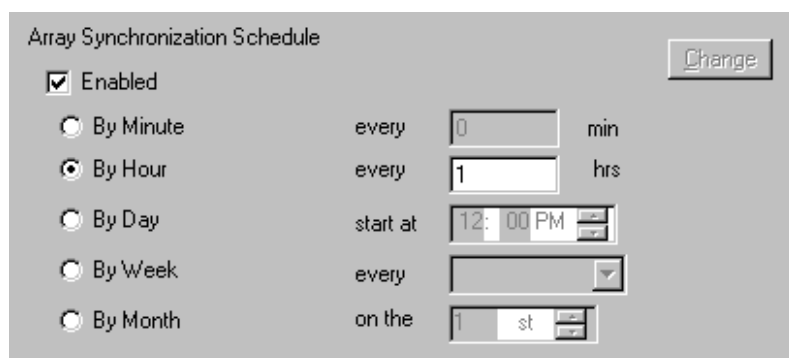 Array Synchronization Schedule
Change
Enabled
By Minute every 0 min
By Hour every 1 hrs
By Day start at 12: 00 PM
By Week every
By Month on the 1 st